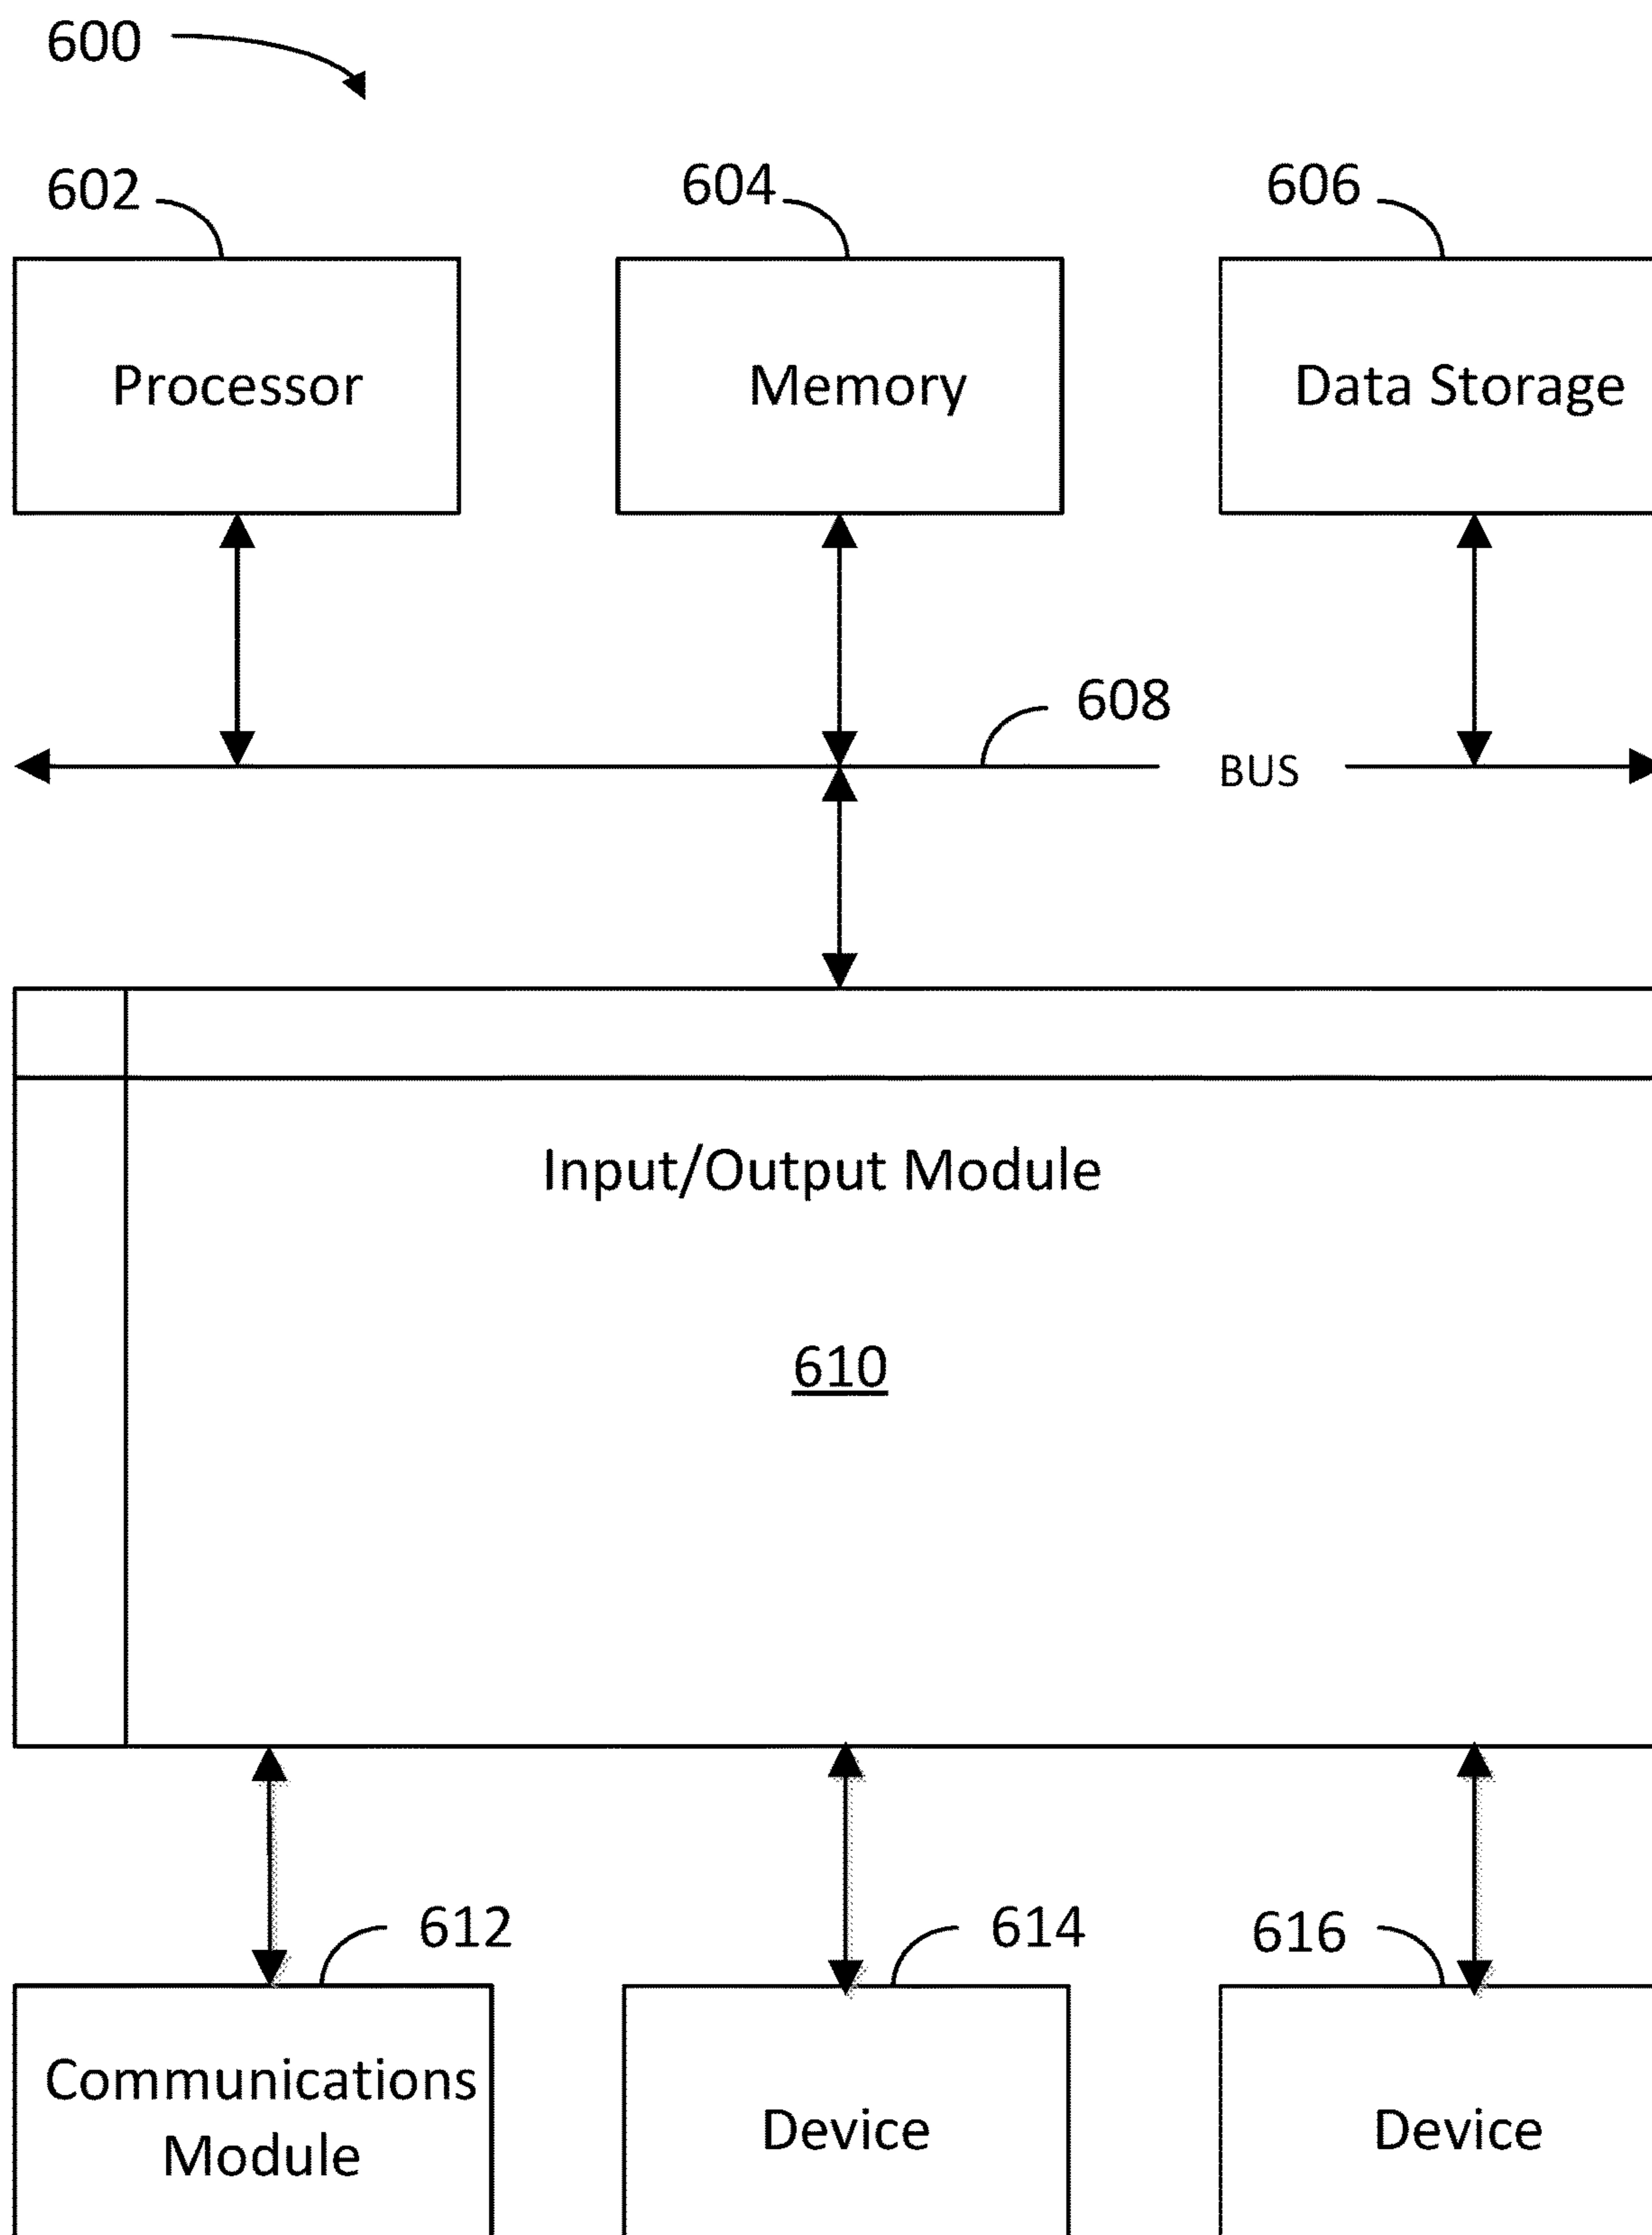 600
602
604
606
Processor
Memory
Data Storage
608
BUS
Input/Output Module
610
612
614
616
Communications
Module
Device
Device